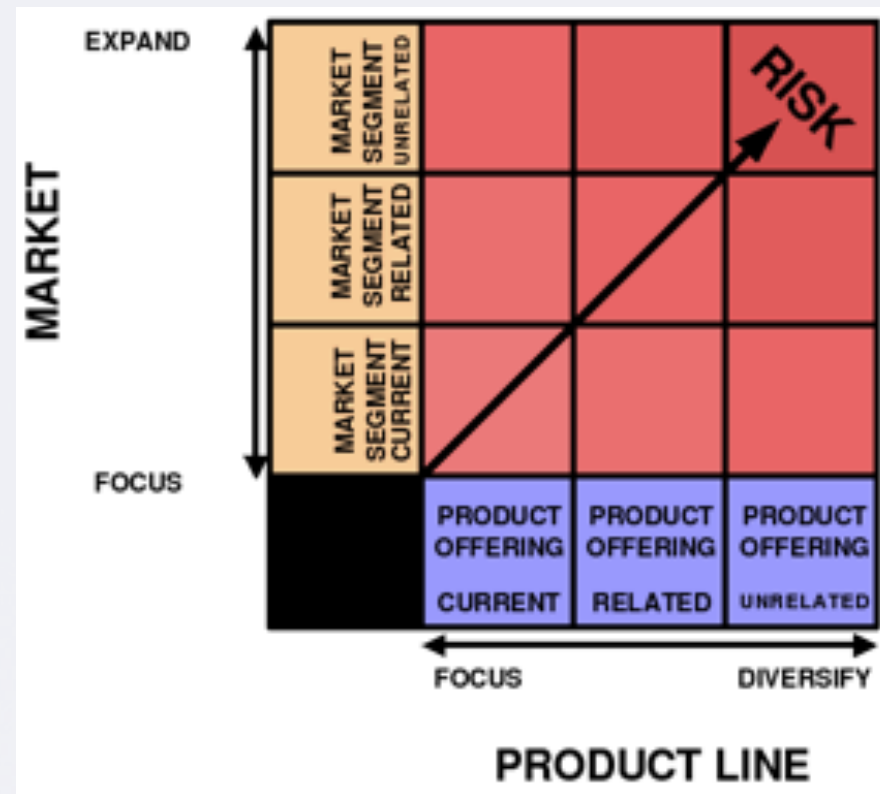 EXPAND
MARKET
SEGMENT
UNRELATED
RISK
MARKET
MARKET
SEGMENT
RELATED
MARKET
SEGMENT
CURRENT
FOCUS
PRODUCT
OFFERING
CURRENT
PRODUCT
OFFERING
RELATED
PRODUCT
OFFERING
UNRELATED
FOCUS
DIVERSIFY
PRODUCT LINE